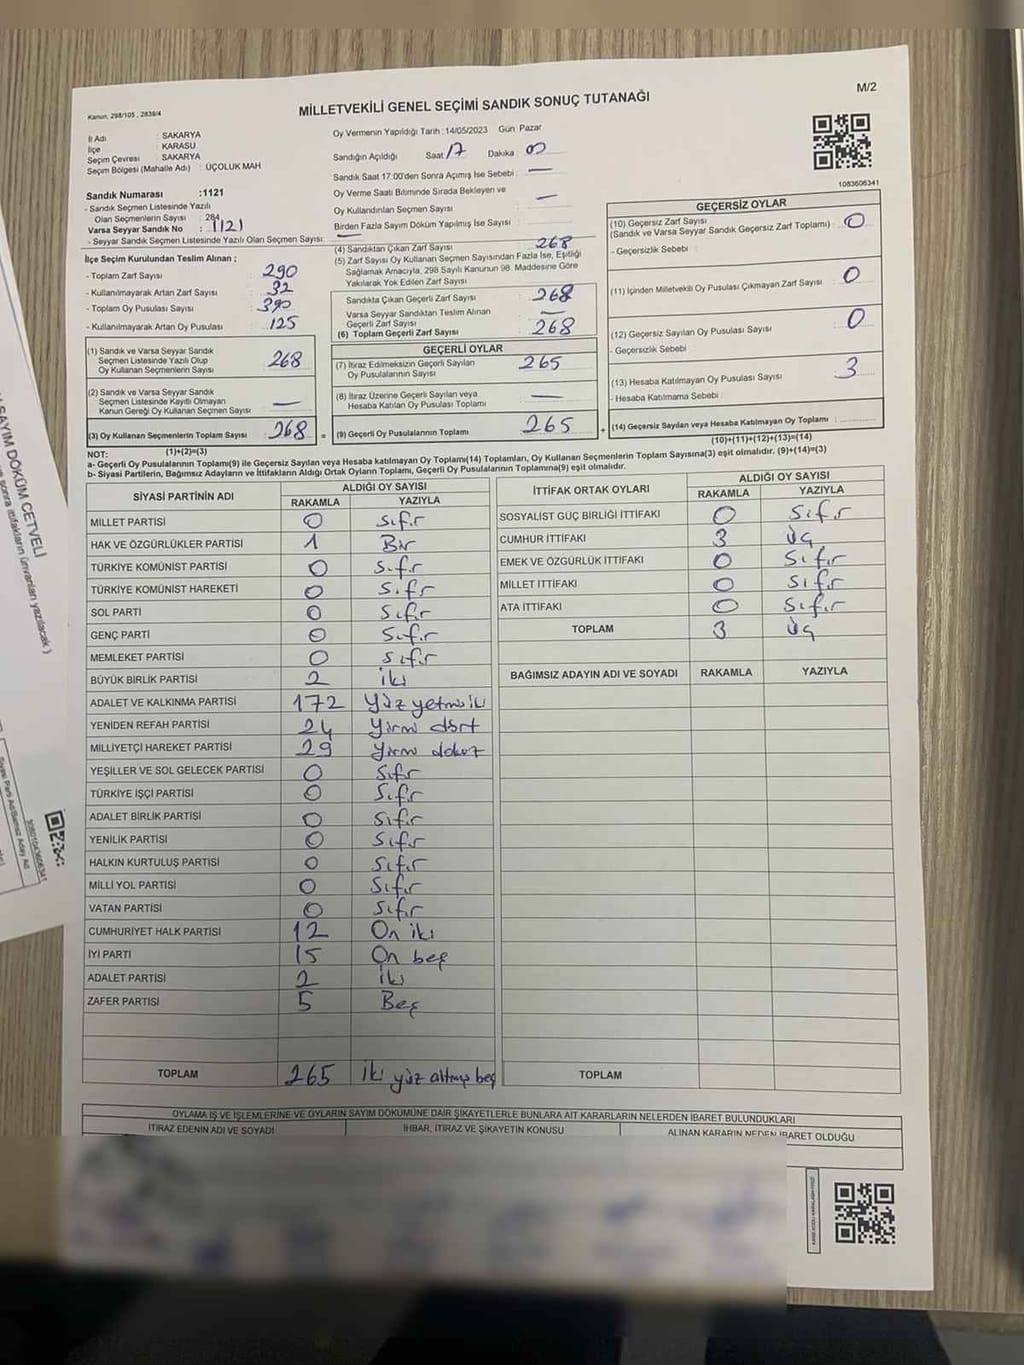 M/2
Kanun: 298/105 , 2839/4
MİLLETVEKİLİ GENEL SEÇİMİ SANDIK SONUÇ TUTANAĞI
İl Adı : SAKARYA
İlçe : KARASU
Seçim Çevresi : SAKARYA
Seçim Bölgesi (Mahalle Adı) : ÜÇOLUK MAH
Sandık Numarası :1121
- Sandık Seçmen Listesinde Yazılı
Olan Seçmenlerin Sayısı : 284
Varsa Seyyar Sandık No : 1121
- Seyyar Sandık Seçmen Listesinde Yazılı Olan Seçmen Sayısı: —
İlçe Seçim Kurulundan Teslim Alınan ;
- Toplam Zarf Sayısı : 290
- Kullanılmayarak Artan Zarf Sayısı : 32
- Toplam Oy Pusulası Sayısı : 390
- Kullanılmayarak Artan Oy Pusulası : 125
(1) Sandık ve Varsa Seyyar Sandık
Seçmen Listesinde Yazılı Olup
Oy Kullanan Seçmenlerin Sayısı 268
(2) Sandık ve Varsa Seyyar Sandık
Seçmen Listesinde Kayıtlı Olmayan
Kanun Gereği Oy Kullanan Seçmen Sayısı —
(3) Oy Kullanan Seçmenlerin Toplam Sayısı 268 =
(1)+(2)=(3)
Oy Vermenin Yapıldığı Tarih :14/05/2023 Gün: Pazar
Sandığın Açıldığı Saat 17 Dakika 00
Sandık Saat 17:00'den Sonra Açılmış İse Sebebi : —
Oy Verme Saati Bitiminde Sırada Bekleyen ve
Oy Kullandırılan Seçmen Sayısı : —
Birden Fazla Sayım Döküm Yapılmış İse Sayısı :
(4) Sandıktan Çıkan Zarf Sayısı 268
(5) Zarf Sayısı Oy Kullanan Seçmen Sayısından Fazla İse, Eşitliği
Sağlamak Amacıyla, 298 Sayılı Kanunun 98. Maddesine Göre
Yakılarak Yok Edilen Zarf Sayısı
Sandıkta Çıkan Geçerli Zarf Sayısı 268
Varsa Seyyar Sandıktan Teslim Alınan
Geçerli Zarf Sayısı —
(6) Toplam Geçerli Zarf Sayısı 268
GEÇERLİ OYLAR
(7) İtiraz Edilmeksizin Geçerli Sayılan
Oy Pusulalarının Sayısı 265
(8) İtiraz Üzerine Geçerli Sayılan veya
Hesaba Katılan Oy Pusulası Toplamı —
(9) Geçerli Oy Pusulalarının Toplamı 265 +
1083606341
GEÇERSİZ OYLAR
(10) Geçersiz Zarf Sayısı
(Sandık ve Varsa Seyyar Sandık Geçersiz Zarf Toplamı) : 0
- Geçersizlik Sebebi :
(11) İçinden Milletvekili Oy Pusulası Çıkmayan Zarf Sayısı : 0
(12) Geçersiz Sayılan Oy Pusulası Sayısı : 0
- Geçersizlik Sebebi
(13) Hesaba Katılmayan Oy Pusulası Sayısı : 3
- Hesaba Katılmama Sebebi :
(14) Geçersiz Sayılan veya Hesaba Katılmayan Oy Toplamı :
(10)+(11)+(12)+(13)=(14)
NOT:
a- Geçerli Oy Pusulalarının Toplamı(9) ile Geçersiz Sayılan veya Hesaba katılmayan Oy Toplamı(14) Toplamları, Oy Kullanan Seçmenlerin Toplam Sayısına(3) eşit olmalıdır. (9)+(14)=(3)
b- Siyasi Partilerin, Bağımsız Adayların ve İttifakların Aldığı Ortak Oyların Toplamı, Geçerli Oy Pusulalarının Toplamına(9) eşit olmalıdır.
SİYASİ PARTİNİN ADI ALDIĞI OY SAYISI
RAKAMLA YAZIYLA
MİLLET PARTİSİ 0 Sıfır
HAK VE ÖZGÜRLÜKLER PARTİSİ 1 Bir
TÜRKİYE KOMÜNİST PARTİSİ 0 Sıfır
TÜRKİYE KOMÜNİST HAREKETİ 0 Sıfır
SOL PARTİ 0 Sıfır
GENÇ PARTİ 0 Sıfır
MEMLEKET PARTİSİ 0 Sıfır
BÜYÜK BİRLİK PARTİSİ 2 iki
ADALET VE KALKINMA PARTİSİ 172 Yüz yetmiş iki
YENİDEN REFAH PARTİSİ 24 Yirmi dört
MİLLİYETÇİ HAREKET PARTİSİ 29 Yirmi dokuz
YEŞİLLER VE SOL GELECEK PARTİSİ 0 Sıfır
TÜRKİYE İŞÇİ PARTİSİ 0 Sıfır
ADALET BİRLİK PARTİSİ 0 Sıfır
YENİLİK PARTİSİ 0 Sıfır
HALKIN KURTULUŞ PARTİSİ 0 Sıfır
MİLLİ YOL PARTİSİ 0 Sıfır
VATAN PARTİSİ 0 Sıfır
CUMHURİYET HALK PARTİSİ 12 On iki
İYİ PARTİ 15 On beş
ADALET PARTİSİ 2 iki
ZAFER PARTİSİ 5 Beş
TOPLAM 265 İki yüz altmış beş
İTTİFAK ORTAK OYLARI ALDIĞI OY SAYISI
RAKAMLA YAZIYLA
SOSYALİST GÜÇ BİRLİĞİ İTTİFAKI 0 Sıfır
CUMHUR İTTİFAKI 3 Üç
EMEK VE ÖZGÜRLÜK İTTİFAKI 0 Sıfır
MİLLET İTTİFAKI 0 Sıfır
ATA İTTİFAKI 0 Sıfır
TOPLAM 3 Üç
BAĞIMSIZ ADAYIN ADI VE SOYADI RAKAMLA YAZIYLA
TOPLAM
OYLAMA İŞ VE İŞLEMLERİNE VE OYLARIN SAYIM DÖKÜMÜNE DAİR ŞİKAYETLERLE BUNLARA AİT KARARLARIN NELERDEN İBARET BULUNDUKLARI
İTİRAZ EDENİN ADI VE SOYADI İHBAR, İTİRAZ VE ŞİKAYETİN KONUSU ALINAN KARARIN NEDEN İBARET OLDUĞU
SAYIM DÖKÜM CETVELİ
sonra ittifakların ünvanları yazılacak )
Siyasi Parti Adı/Bağımsız Aday Adı